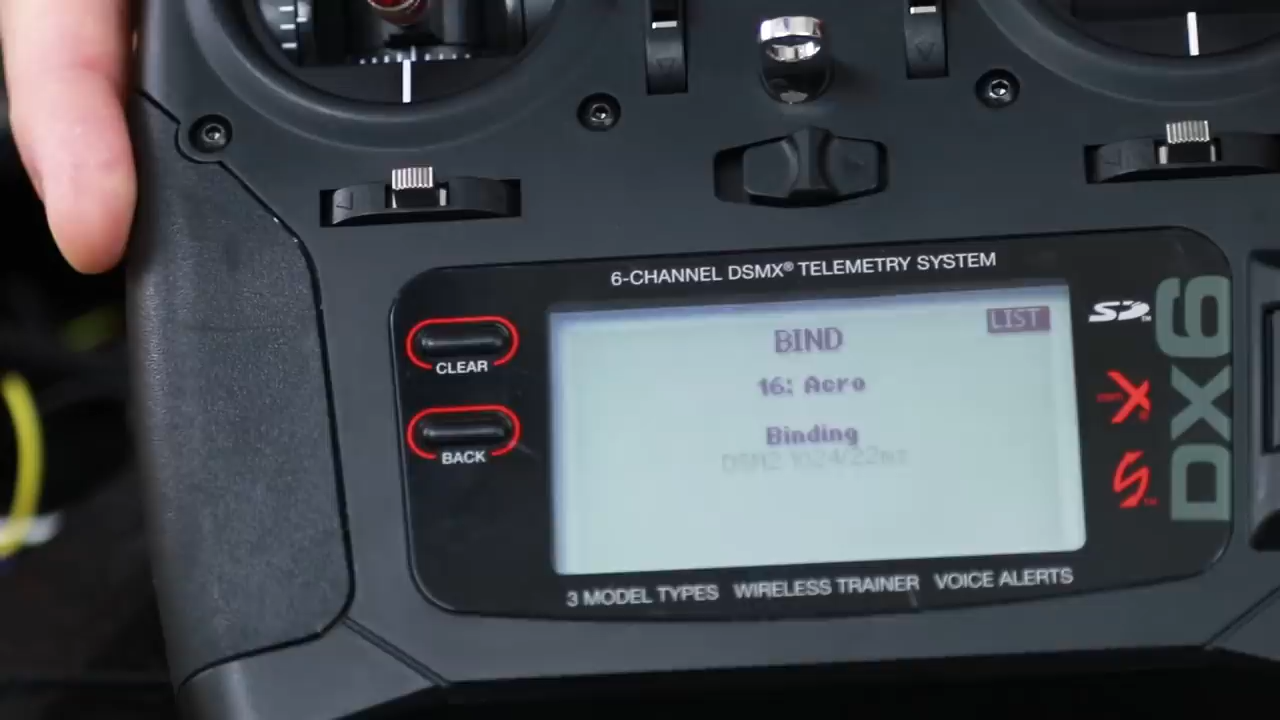 6-CHANNEL DSMX® TELEMETRY SYSTEM
LIST
BIND
16: Acro
Binding
DSM2 1024/22ms
CLEAR
BACK
3 MODEL TYPES WIRELESS TRAINER VOICE ALERTS
SD
X
DX6